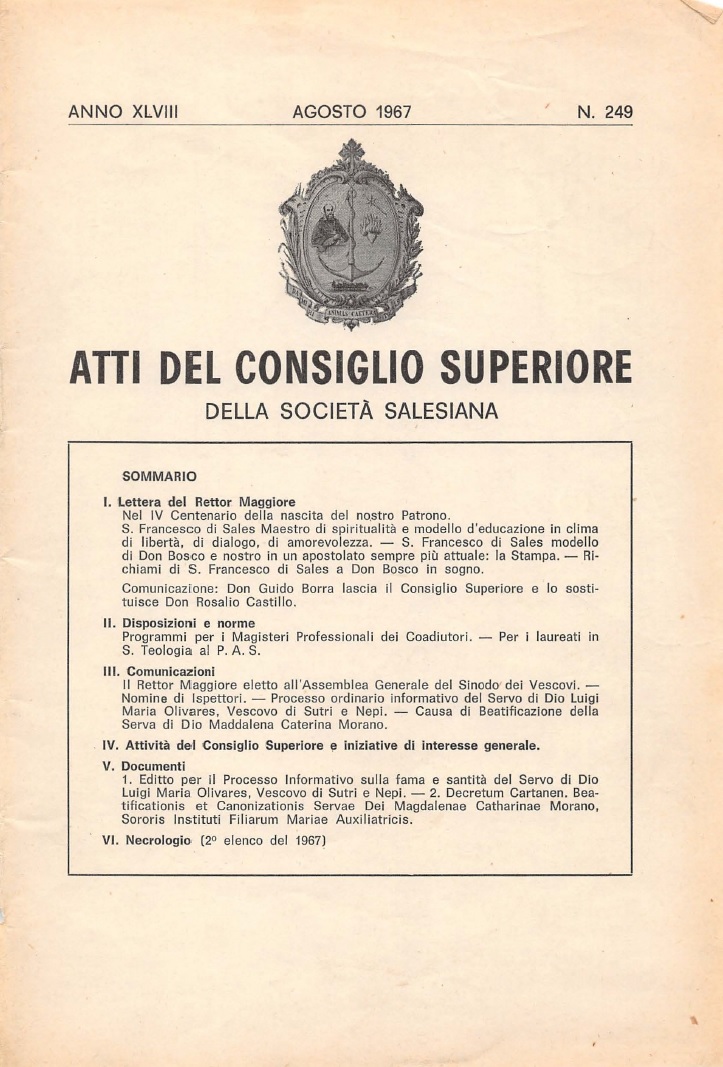 ANNO XLVIII AGOSTO 1967 N. 249
ATTI DEL CONSIGLIO SUPERIORE
DELLA SOCIETÀ SALESIANA
SOMMARIO
I. Lettera del Rettor Maggiore
Nel IV Centenario della nascita del nostro Patrono.
S. Francesco di Sales Maestro di spiritualità e modello d'educazione in clima
di libertà, di dialogo, di amorevolezza. — S. Francesco di Sales modello
di Don Bosco e nostro in un apostolato sempre più attuale: la Stampa. — Ri-
chiami di S. Francesco di Sales a Don Bosco in sogno.
Comunicazione: Don Guido Borra lascia il Consiglio Superiore e lo sosti-
tuisce Don Rosalio Castillo.
II. Disposizioni e norme
Programmi per i Magisteri Professionali dei Coadiutori. — Per i laureati in
S. Teologia al P. A. S.
III. Comunicazioni
Il Rettor Maggiore eletto all'Assemblea Generale del Sinodo dei Vescovi. —
Nomine di Ispettori. — Processo ordinario informativo del Servo di Dio Luigi
Maria Olivares, Vescovo di Sutri e Nepi. — Causa di Beatificazione della
Serva di Dio Maddalena Caterina Morano.
IV. Attività del Consiglio Superiore e iniziative di interesse generale.
V. Documenti
1. Editto per il Processo Informativo sulla fama e santità del Servo di Dio
Luigi Maria Olivares, Vescovo di Sutri e Nepi. — 2. Decretum Cartanen. Bea-
tificationis et Canonizationis Servae Dei Magdalenae Catharinae Morano,
Sororis Instituti Filiarum Mariae Auxiliatricis.
VI. Necrologio (2º elenco del 1967)